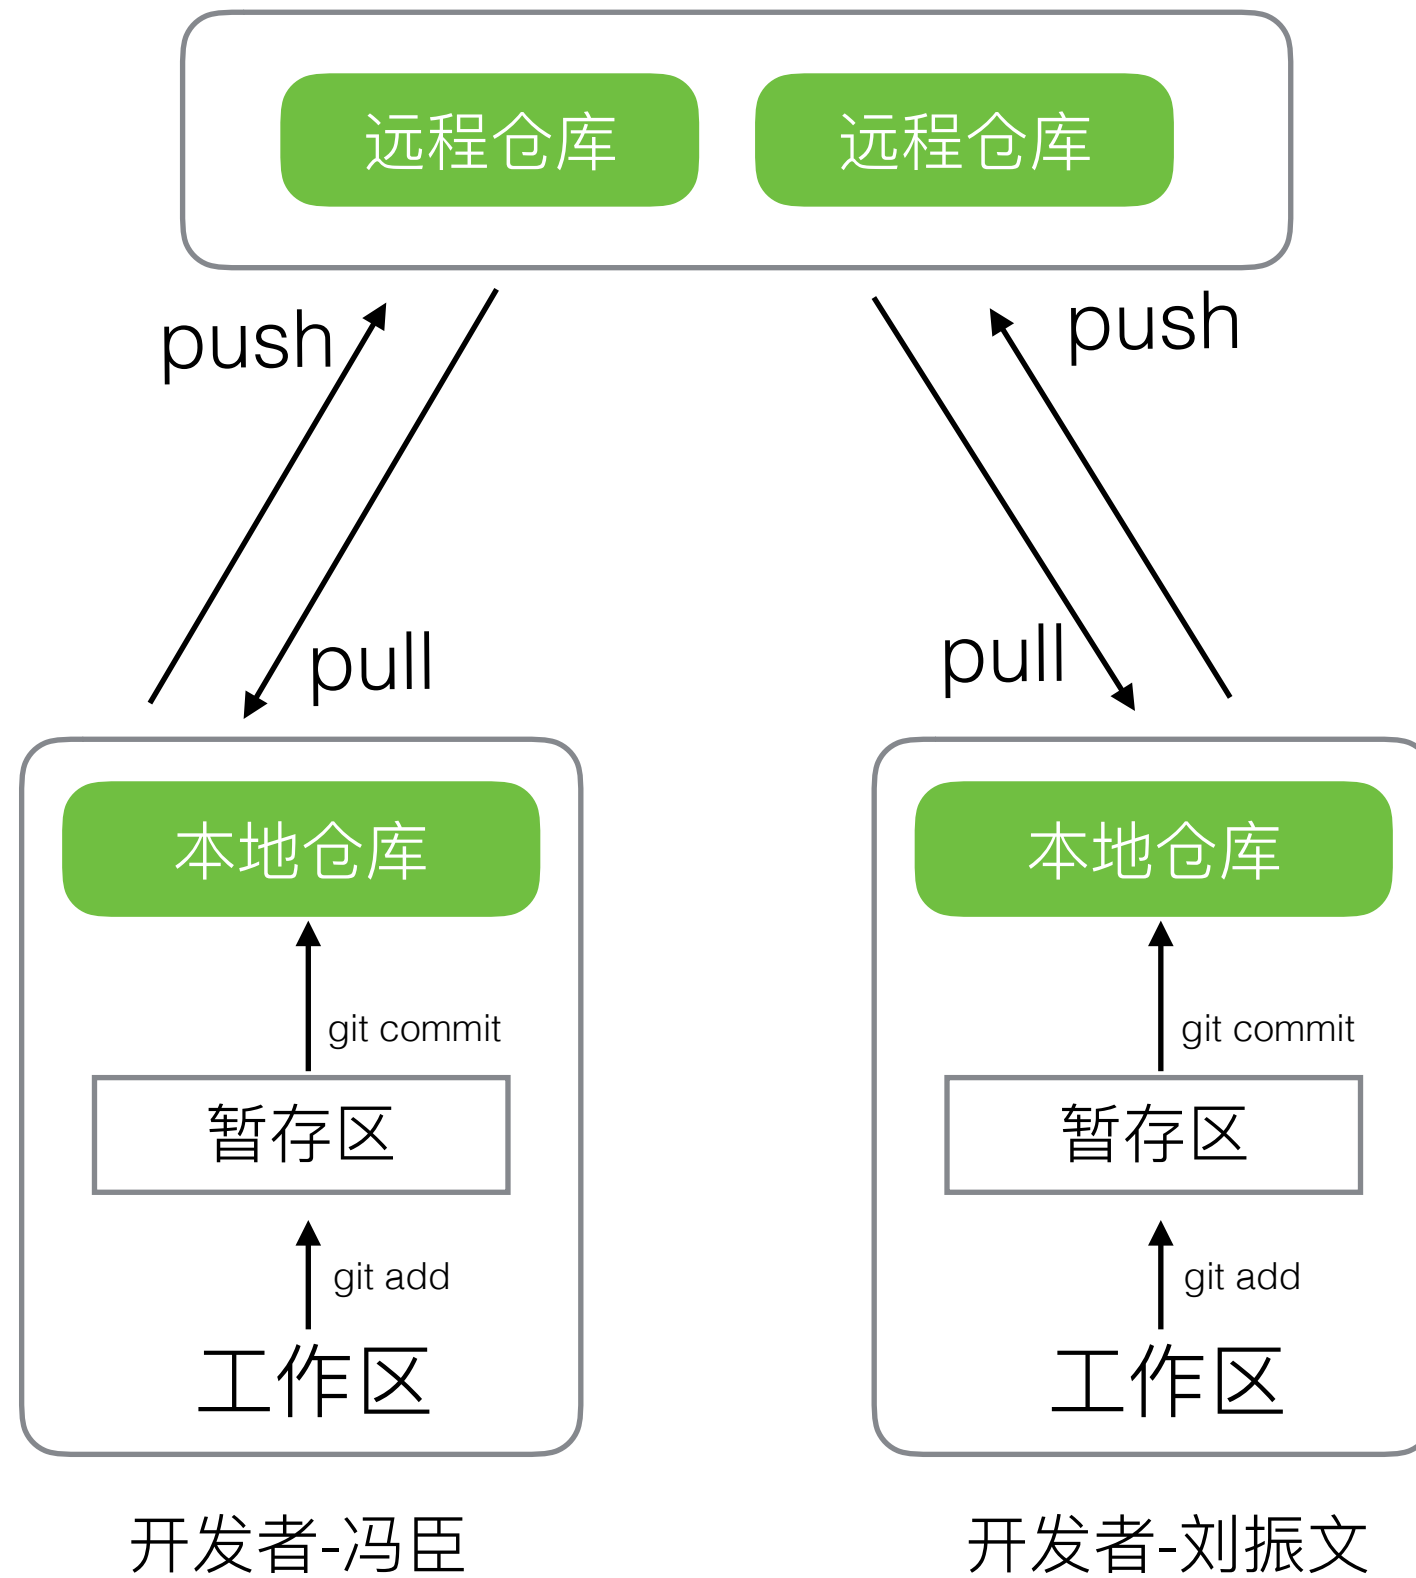 远程仓库
远程仓库
push
push
pull
pull
本地仓库
本地仓库
git commit
git commit
暂存区
暂存区
git add
git add
工作区
工作区
开发者-冯臣
开发者-刘振文